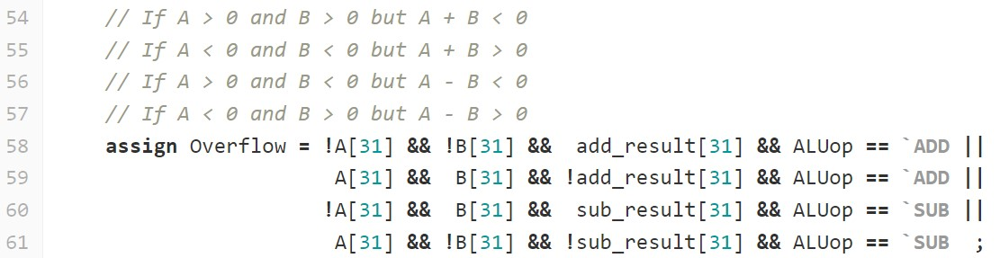 54 // If A > 0 and B > 0 but A + B < 0
55 // If A < 0 and B < 0 but A + B > 0
56 // If A > 0 and B < 0 but A - B < 0
57 // If A < 0 and B > 0 but A - B > 0
58 assign Overflow = !A[31] && !B[31] &&  add_result[31] && ALUop == `ADD ||
59                    A[31] &&  B[31] && !add_result[31] && ALUop == `ADD ||
60                   !A[31] &&  B[31] &&  sub_result[31] && ALUop == `SUB ||
61                    A[31] && !B[31] && !sub_result[31] && ALUop == `SUB  ;